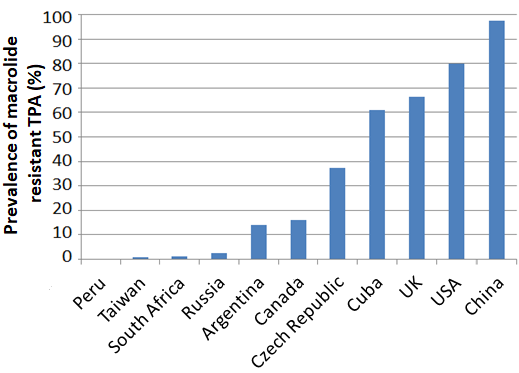 Prevalence of macrolide
resistant TPA (%)
100
90
80
70
60
50
40
30
20
10
0
Peru
Taiwan
South Africa
Russia
Argentina
Canada
Czech Republic
Cuba
UK
USA
China